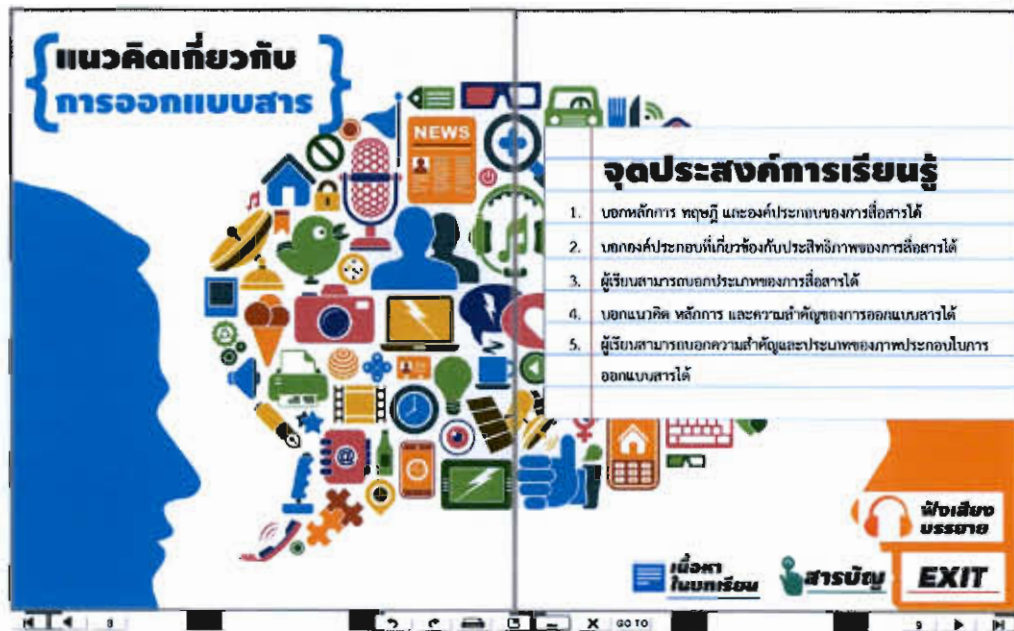 แนวคิดเกี่ยวกับ
การออกแบบสาร
NEWS
@
จุดประสงค์การเรียนรู้
1. บอกหลักการ ทฤษฎี และองค์ประกอบของการสื่อสารได้
2. บอกองค์ประกอบที่เกี่ยวข้องกับประสิทธิภาพของการสื่อสารได้
3. ผู้เรียนสามารถบอกประเภทของการสื่อสารได้
4. บอกแนวคิด หลักการ และความสำคัญของการออกแบบสารได้
5. ผู้เรียนสามารถบอกความสำคัญและประเภทของภาพประกอบในการ
ออกแบบสารได้
ฟังเสียง
บรรยาย
เนื้อหา
ในบทเรียน
สารบัญ
EXIT
8
GO TO
9